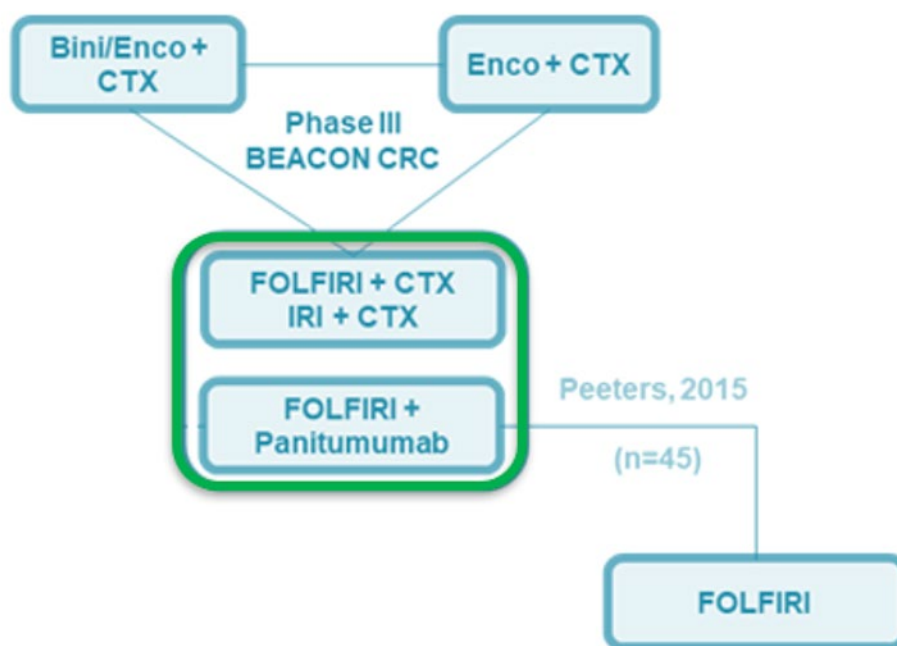 Bini/Enco +
CTX
Enco + CTX
Phase III
BEACON CRC
FOLFIRI + CTX
IRI + CTX
FOLFIRI +
Panitumumab
Peeters, 2015
(n=45)
FOLFIRI